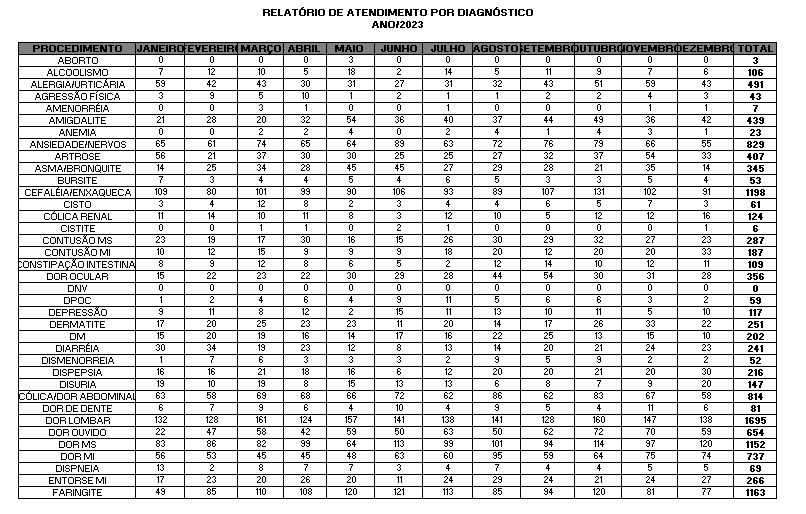 RELATÓRIO DE ATENDIMENTO POR DIAGNÓSTICO
ANO/2023
PROCEDIMENTO JANEIRO FEVEREIRO MARÇO ABRIL MAIO JUNHO JULHO AGOSTO SETEMBRO OUTUBRO NOVEMBRO DEZEMBRO TOTAL
ABORTO 0 0 0 0 3 0 0 0 0 0 0 0 3
ALCOOLISMO 7 12 10 5 18 2 14 5 11 9 7 6 106
ALERGIA/URTICÁRIA 59 42 43 30 31 27 31 32 43 51 59 43 491
AGRESSÃO FÍSICA 3 9 5 10 1 2 1 1 2 2 4 3 43
AMENORRÉIA 0 0 3 1 0 0 1 0 0 0 1 1 7
AMIGDALITE 21 28 20 32 54 36 40 37 44 49 36 42 439
ANEMIA 0 0 2 2 4 0 2 4 1 4 3 1 23
ANSIEDADE/NERVOS 65 61 74 65 64 89 63 72 76 79 66 55 829
ARTROSE 56 21 37 30 30 25 25 27 32 37 54 33 407
ASMA/BRONQUITE 14 25 34 28 45 45 27 29 28 21 35 14 345
BURSITE 7 3 4 4 5 4 6 5 3 3 5 4 53
CEFALÉIA/ENXAQUECA 109 80 101 99 90 106 93 89 107 131 102 91 1198
CISTO 3 4 12 8 2 3 4 4 6 5 7 3 61
CÓLICA RENAL 11 14 10 11 8 3 12 10 5 12 12 16 124
CISTITE 0 0 1 1 0 2 1 0 0 0 0 1 6
CONTUSÃO MS 23 19 17 30 16 15 26 30 29 32 27 23 287
CONTUSÃO MI 10 12 15 9 9 9 18 20 12 20 20 33 187
CONSTIPAÇÃO INTESTINA 8 9 12 8 6 5 2 12 14 10 12 11 109
DOR OCULAR 15 22 23 22 30 29 28 44 54 30 31 28 356
DNV 0 0 0 0 0 0 0 0 0 0 0 0 0
DPOC 1 2 4 6 4 9 11 5 6 6 3 2 59
DEPRESSÃO 9 11 8 12 2 15 11 13 10 11 5 10 117
DERMATITE 17 20 25 23 23 11 20 14 17 26 33 22 251
DM 15 20 19 16 14 17 16 22 25 13 15 10 202
DIARRÉIA 30 34 19 23 12 8 13 14 20 21 24 23 241
DISMENORREIA 1 7 6 3 3 3 2 9 5 9 2 2 52
DISPEPSIA 16 16 21 18 16 6 12 20 20 21 20 30 216
DISURIA 19 10 19 8 15 13 13 6 8 7 9 20 147
CÓLICA/DOR ABDOMINAL 63 58 69 68 66 72 62 86 62 83 67 58 814
DOR DE DENTE 6 7 9 6 4 10 4 9 5 4 11 6 81
DOR LOMBAR 132 128 161 124 157 141 138 141 128 160 147 138 1695
DOR OUVIDO 22 47 58 42 59 50 63 50 62 72 70 59 654
DOR MS 83 86 82 99 64 113 99 101 94 114 97 120 1152
DOR MI 56 53 45 45 48 63 60 95 59 64 75 74 737
DISPNEIA 13 2 8 7 7 3 4 7 4 4 5 5 69
ENTORSE MI 17 23 20 26 20 11 24 29 24 21 24 27 266
FARINGITE 49 85 110 108 120 121 113 85 94 120 81 77 1163